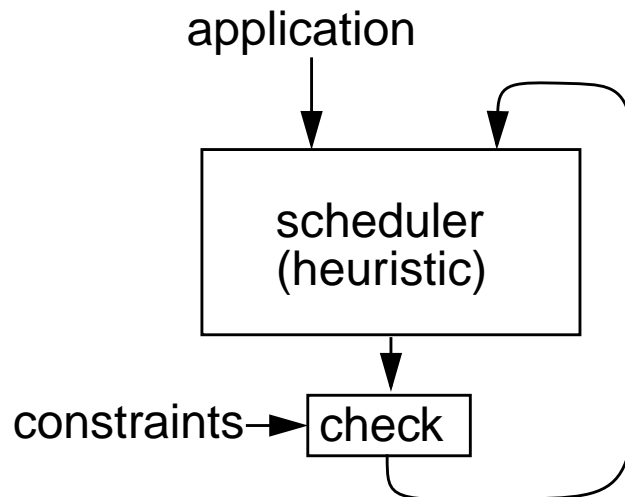 application
scheduler
(heuristic)
constraints
check